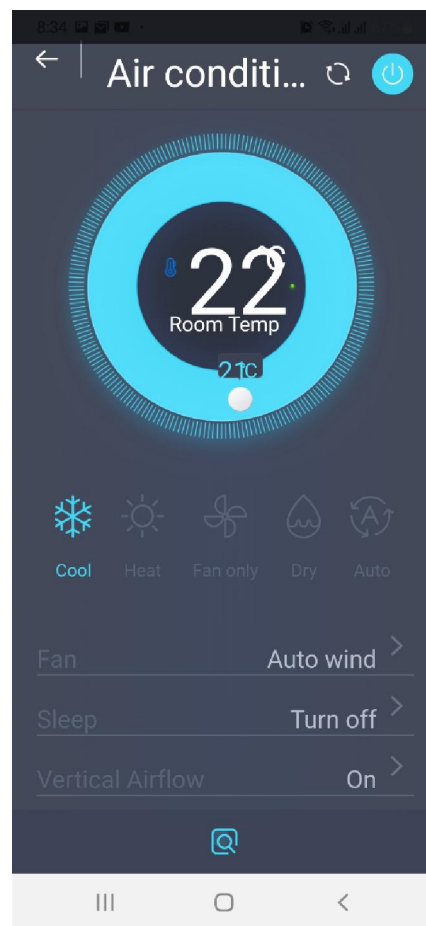 8:34
Air conditi...
22°C
Room Temp
21°C
Cool Heat Fan only Dry Auto
Fan Auto wind
Sleep Turn off
Vertical Airflow On